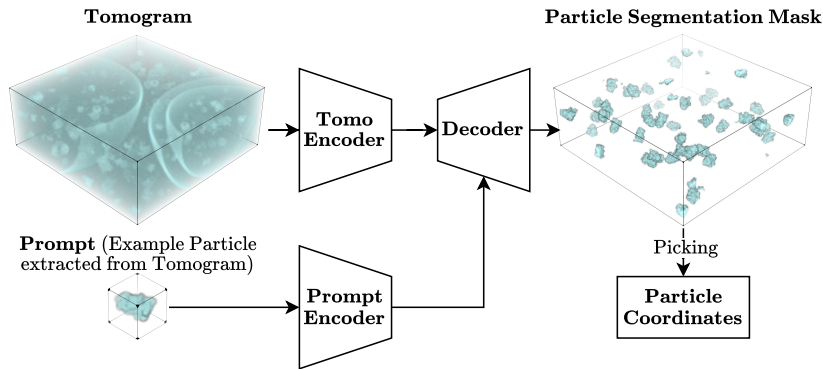 Tomogram
Particle Segmentation Mask
Tomo
Encoder
Decoder
Prompt (Example Particle
extracted from Tomogram)
Prompt
Encoder
Picking
Particle
Coordinates